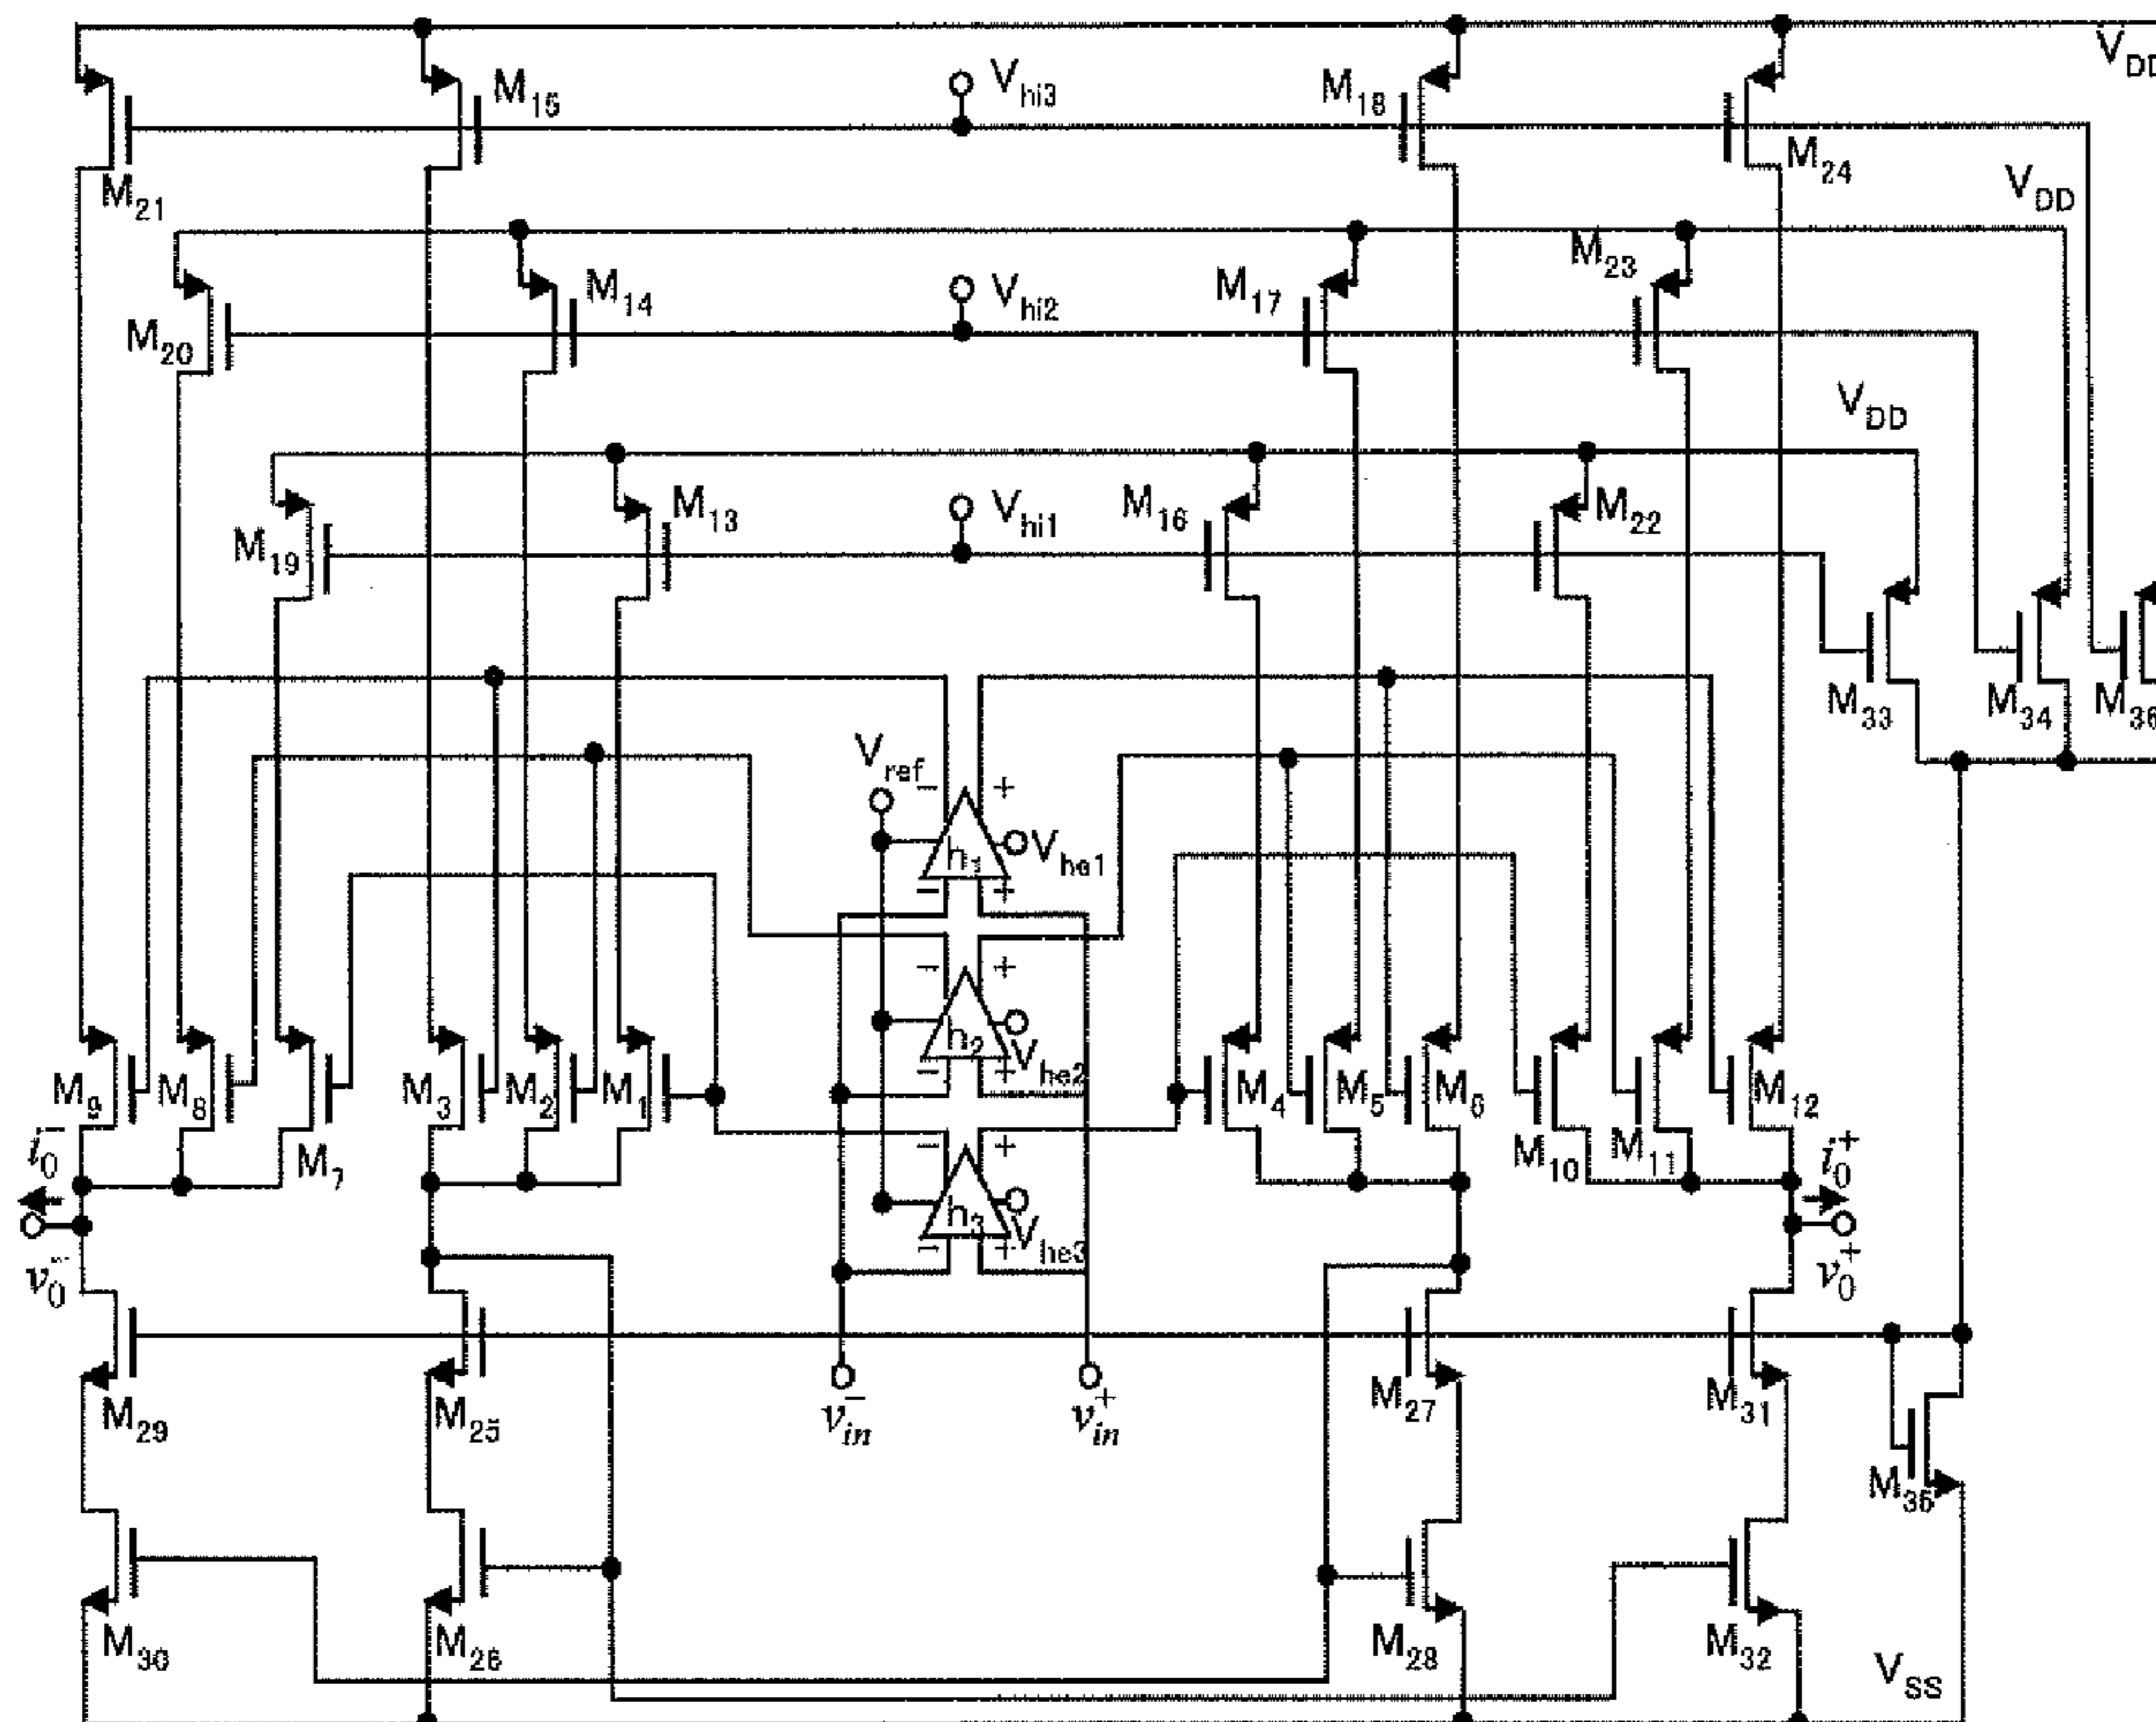 V_DD
M_15
V_hi3
M_18
M_24
M_21
V_DD
M_23
M_14
V_hi2
M_17
M_20
V_DD
M_13
V_hi1
M_16
M_22
M_19
M_33
M_34
M_36
V_ref
−
+
h_1
V_he1
−
+
−
+
h_2
V_he2
−
+
M_9
M_8
M_3
M_2
M_1
M_4
M_5
M_6
M_12
M_7
M_10
M_11
i_0^-
−
+
h_3
V_he3
−
+
i_0^+
v_0^-
v_0^+
M_29
M_25
v_in^-
v_in^+
M_27
M_31
M_35
M_30
M_26
M_28
M_32
V_SS